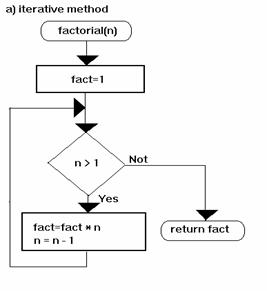 a) iterative method
factorial(n)
fact=1
n > 1
Not
Yes
fact=fact * n
n = n - 1
return fact